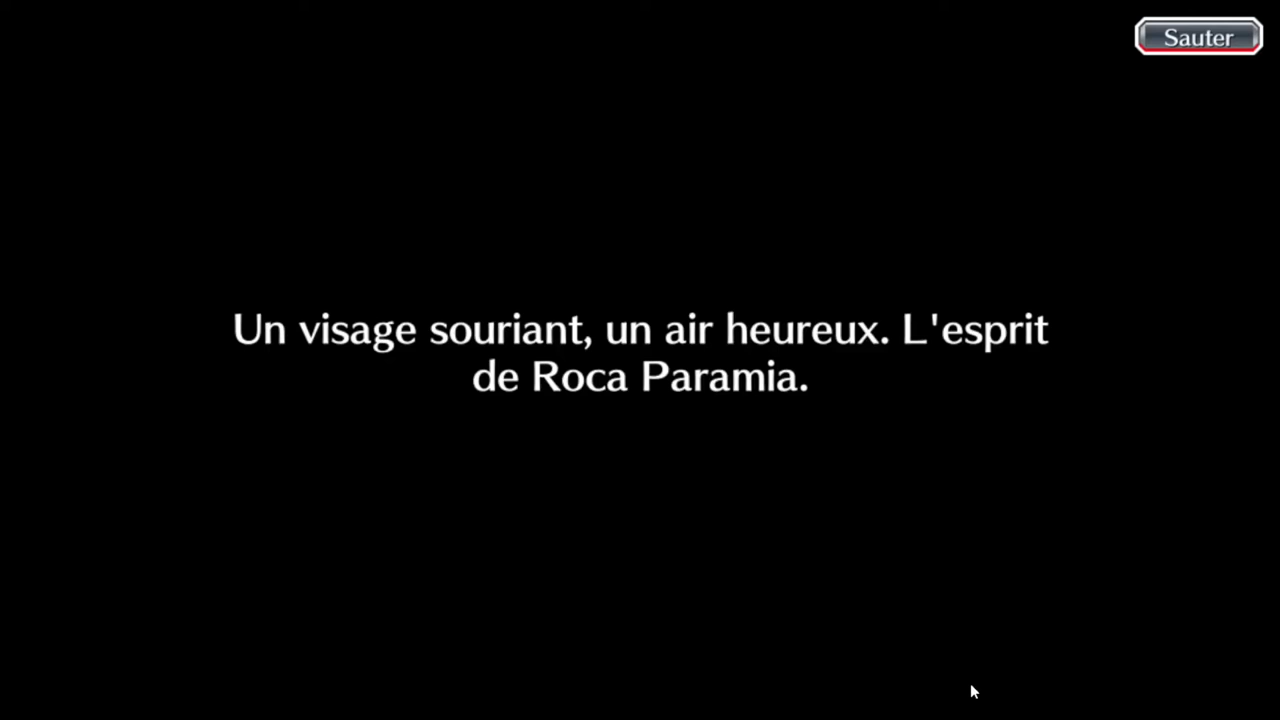 Sauter
Un visage souriant, un air heureux. L'esprit
de Roca Paramia.